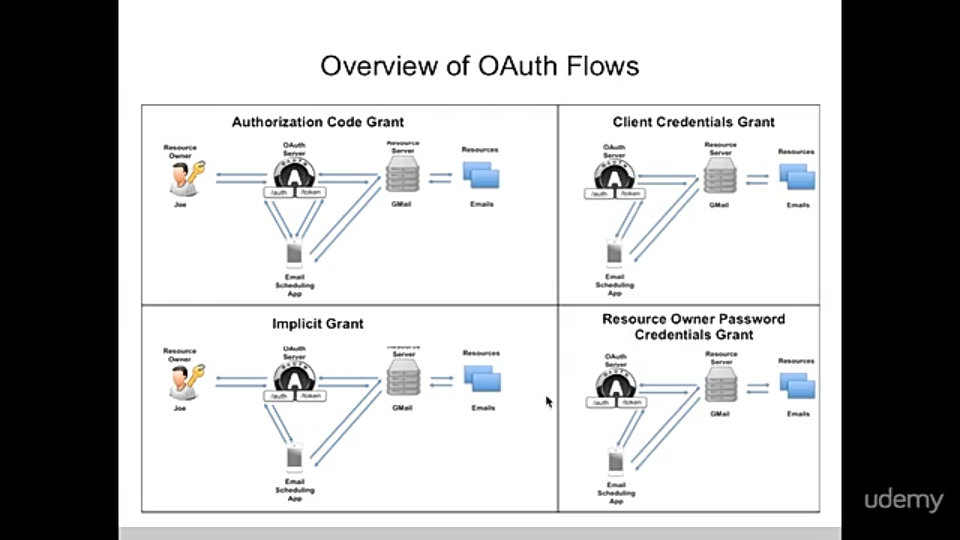 Overview of OAuth Flows
Authorization Code Grant
Resource
Owner
Joe
OAuth
Server
/auth
/token
Email
Scheduling
App
Resource
Server
GMail
Resources
Emails
Client Credentials Grant
OAuth
Server
/auth
/token
Email
Scheduling
App
Resource
Server
GMail
Resources
Emails
Implicit Grant
Resource
Owner
Joe
OAuth
Server
/auth
/token
Email
Scheduling
App
Server
GMail
Resources
Emails
Resource Owner Password
Credentials Grant
OAuth
Server
/auth
/token
Email
Scheduling
App
Resource
Server
GMail
Resources
Emails
udemy